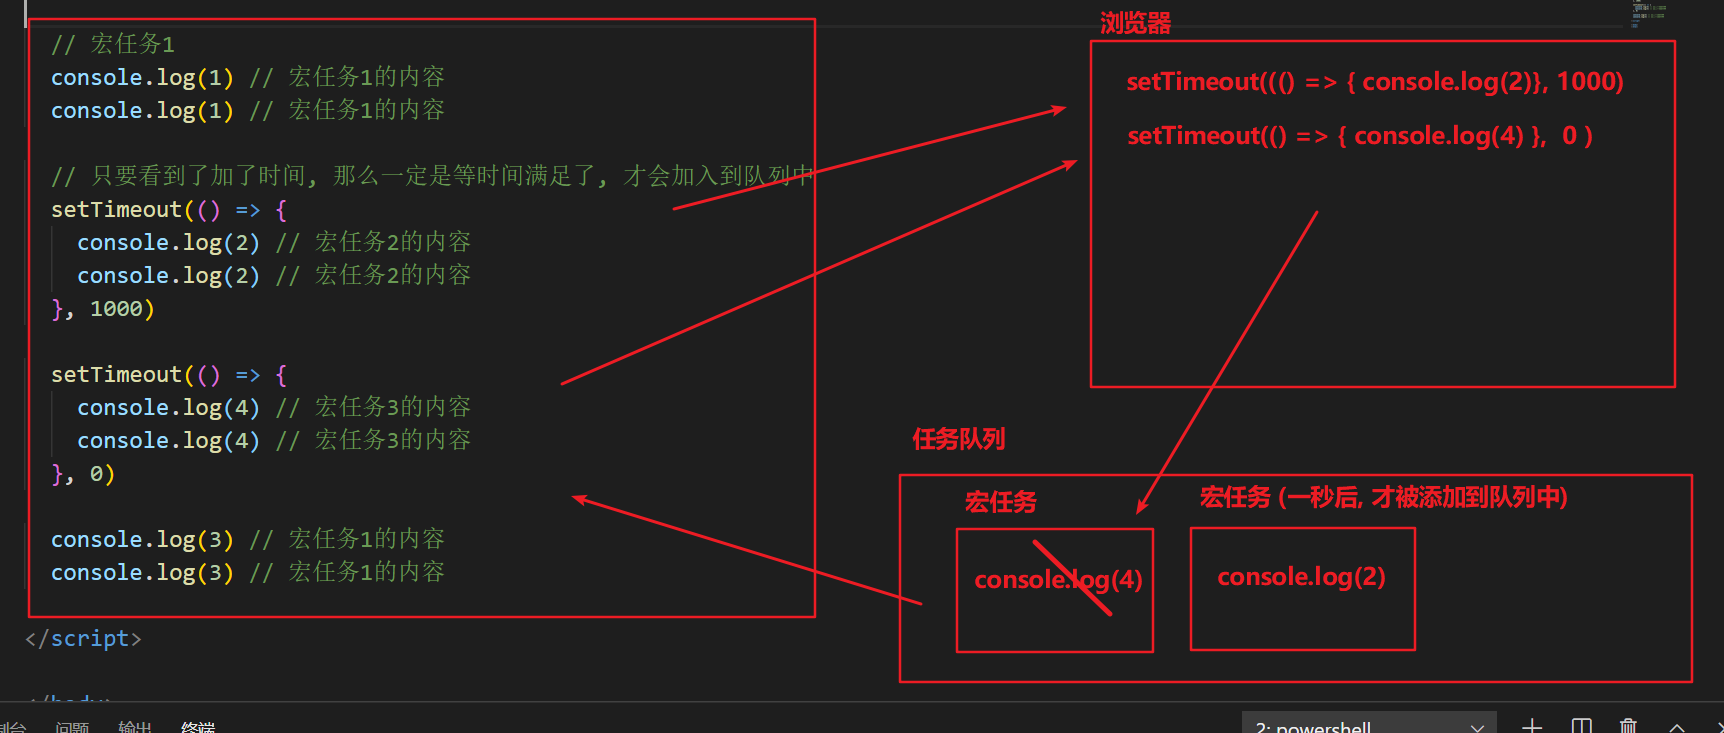 // 宏任务1
console.log(1) // 宏任务1的内容
console.log(1) // 宏任务1的内容
// 只要看到了加了时间, 那么一定是等时间满足了, 才会加入到队列中
setTimeout(() => {
console.log(2) // 宏任务2的内容
console.log(2) // 宏任务2的内容
}, 1000)
setTimeout(() => {
console.log(4) // 宏任务3的内容
console.log(4) // 宏任务3的内容
}, 0)
console.log(3) // 宏任务1的内容
console.log(3) // 宏任务1的内容
</script>
浏览器
setTimeout((() => { console.log(2)}, 1000)
setTimeout(() => { console.log(4) }, 0 )
任务队列
宏任务
宏任务 (一秒后, 才被添加到队列中)
console.log(4)
console.log(2)
问题 输出 终端
2: powershell